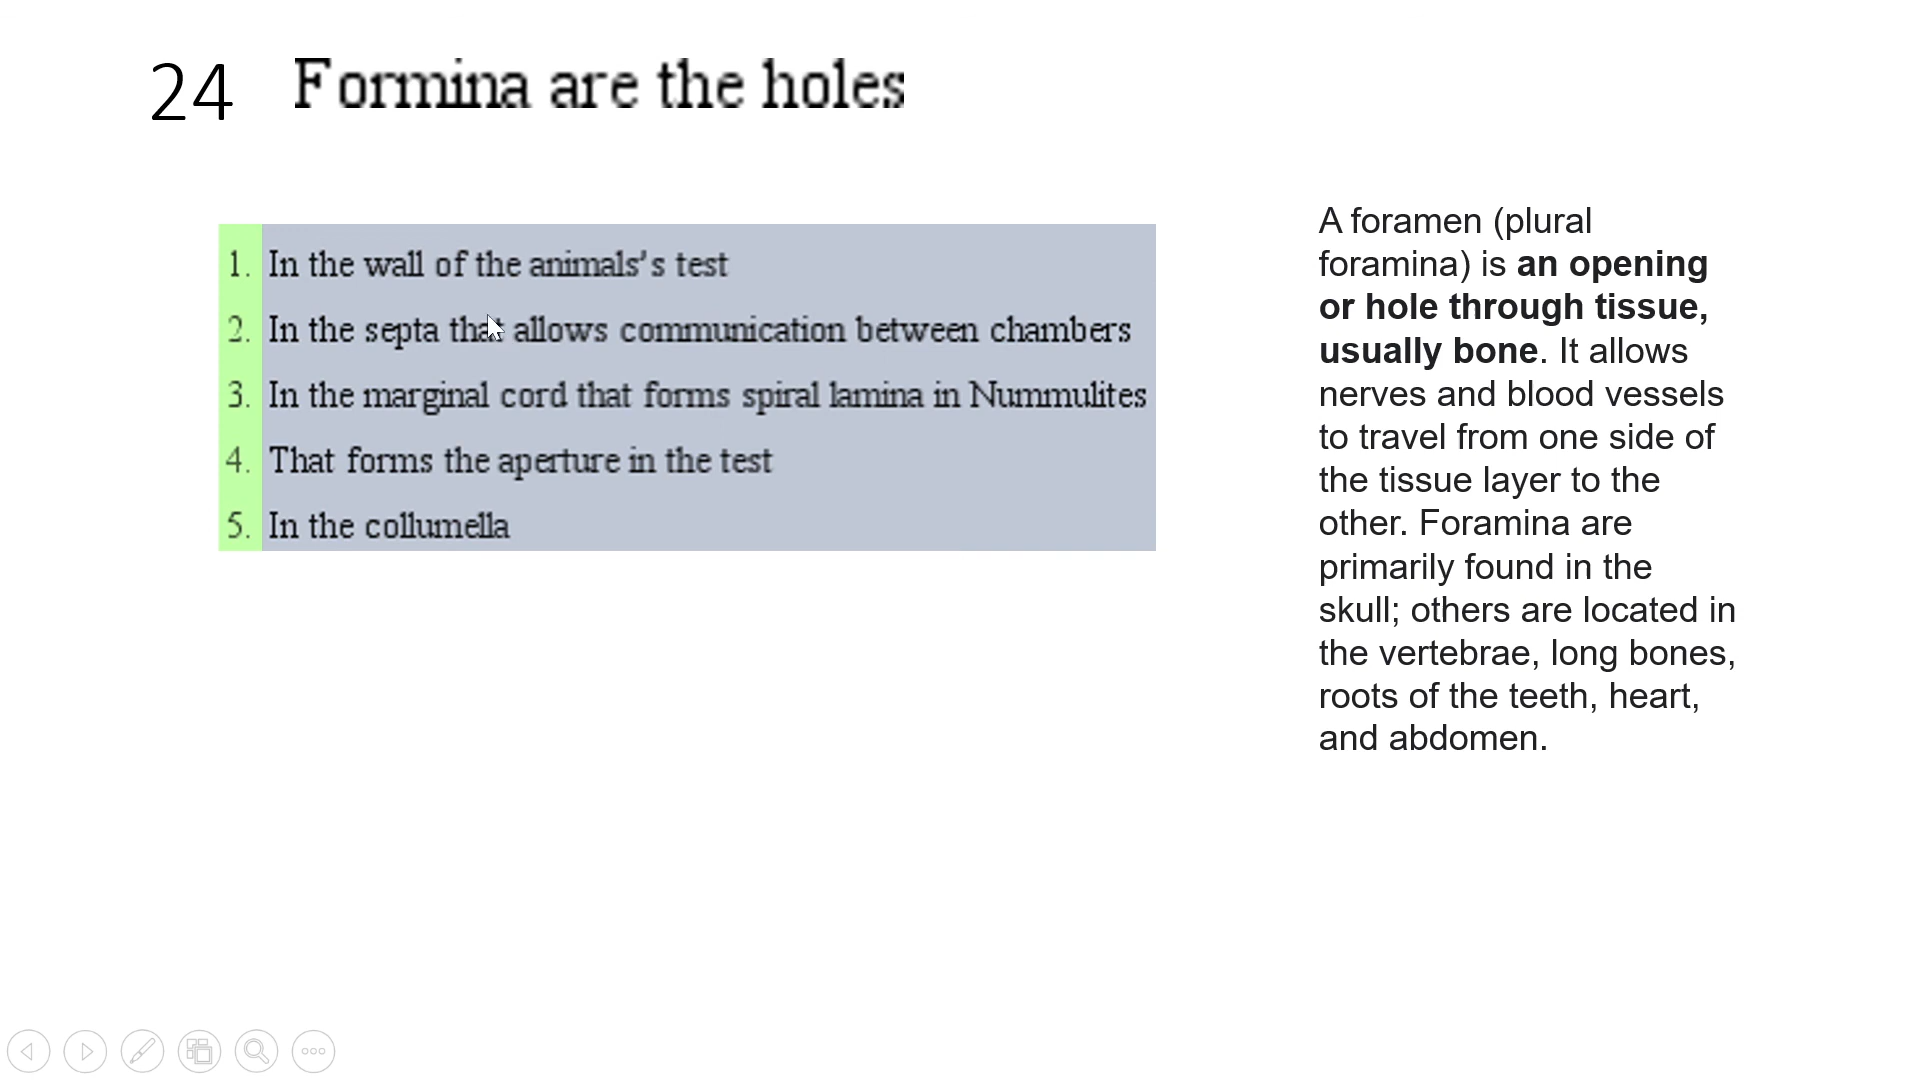 24 Formina are the holes
1. In the wall of the animals's test
2. In the septa that allows communication between chambers
3. In the marginal cord that forms spiral lamina in Nummulites
4. That forms the aperture in the test
5. In the collumella
A foramen (plural
foramina) is an opening
or hole through tissue,
usually bone. It allows
nerves and blood vessels
to travel from one side of
the tissue layer to the
other. Foramina are
primarily found in the
skull; others are located in
the vertebrae, long bones,
roots of the teeth, heart,
and abdomen.